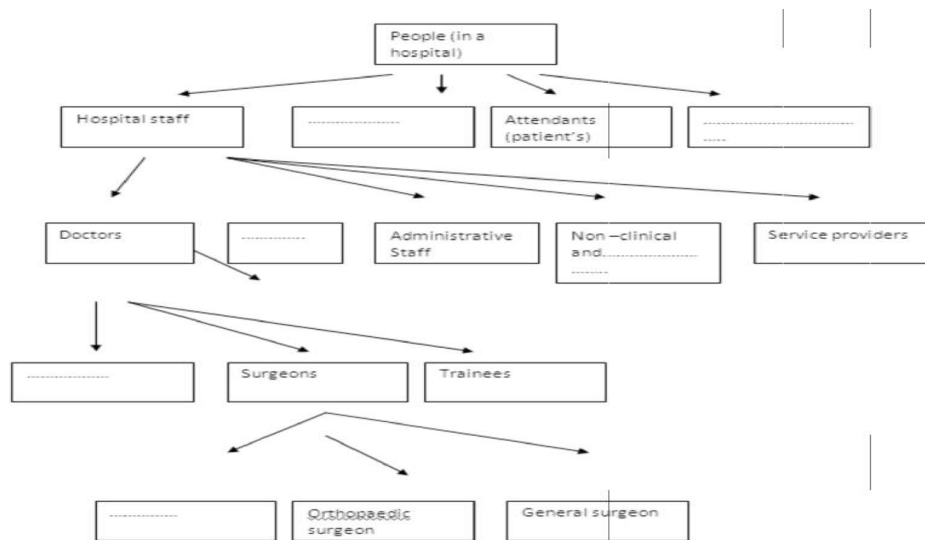 People (in a
hospital)
Hospital staff
....................
Attendants
(patient's)
..................................
.....
Doctors
..............
Administrative
Staff
Non –clinical
and.....................
........
Service providers
..................
Surgeons
Trainees
...............
Orthopaedic
surgeon
General surgeon